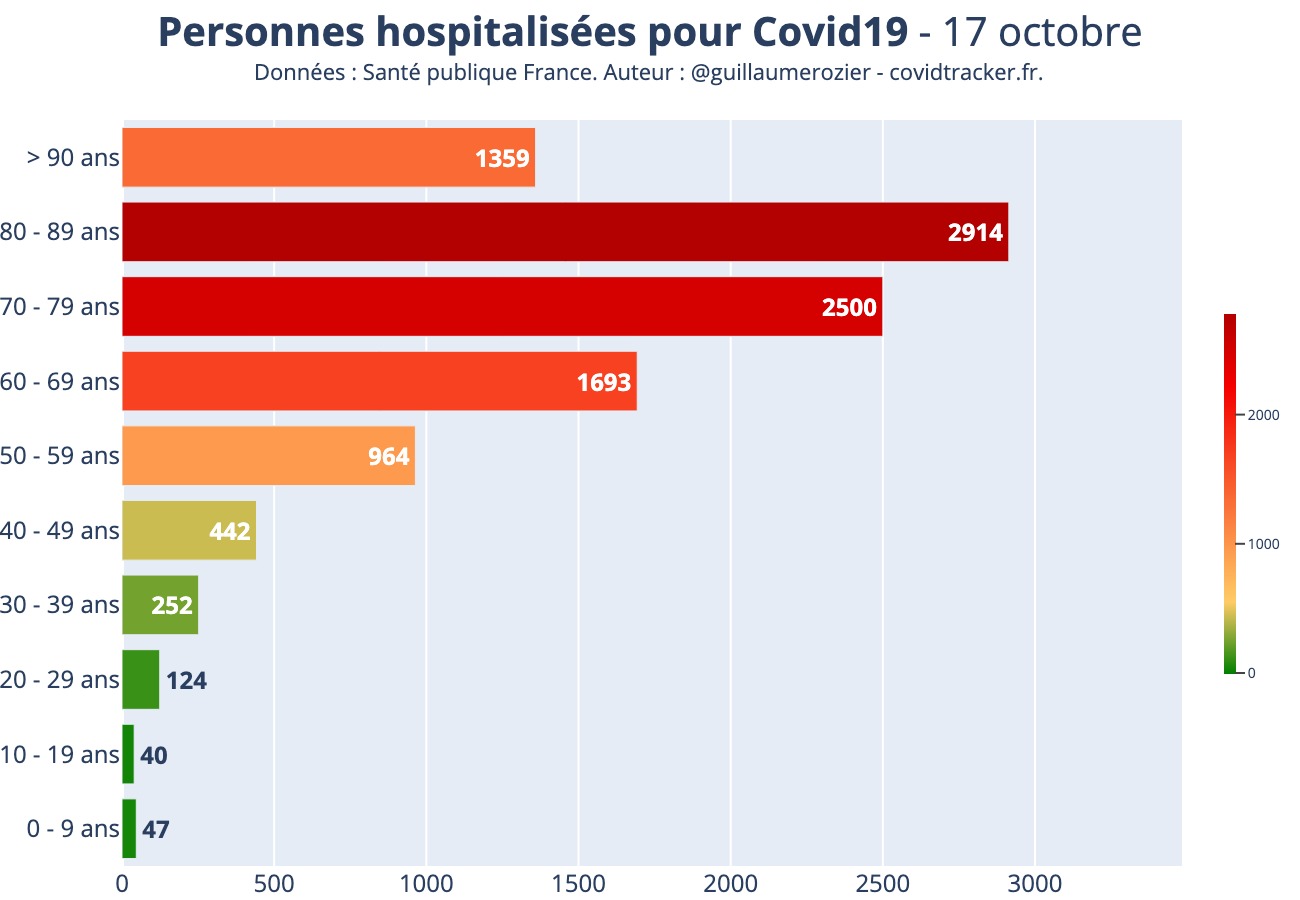 Personnes hospitalisées pour Covid19 - 17 octobre
Données : Santé publique France. Auteur : @guillaumerozier - covidtracker.fr.
> 90 ans 1359
80 - 89 ans 2914
70 - 79 ans 2500
60 - 69 ans 1693
50 - 59 ans 964
40 - 49 ans 442
30 - 39 ans 252
20 - 29 ans 124
10 - 19 ans 40
0 - 9 ans 47
0 500 1000 1500 2000 2500 3000
2000
1000
0